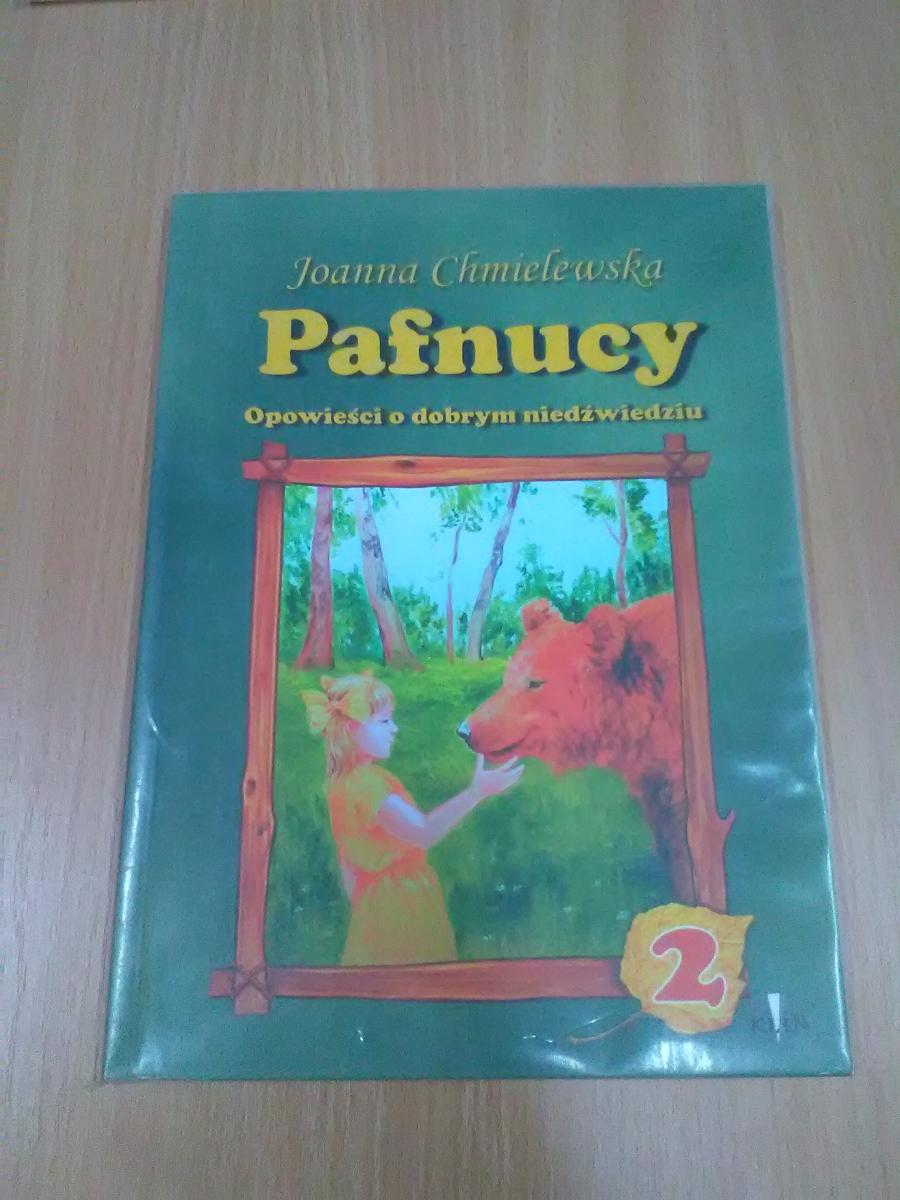 Joanna Chmielewska
Pafnucy
Opowieści o dobrym niedźwiedziu
2